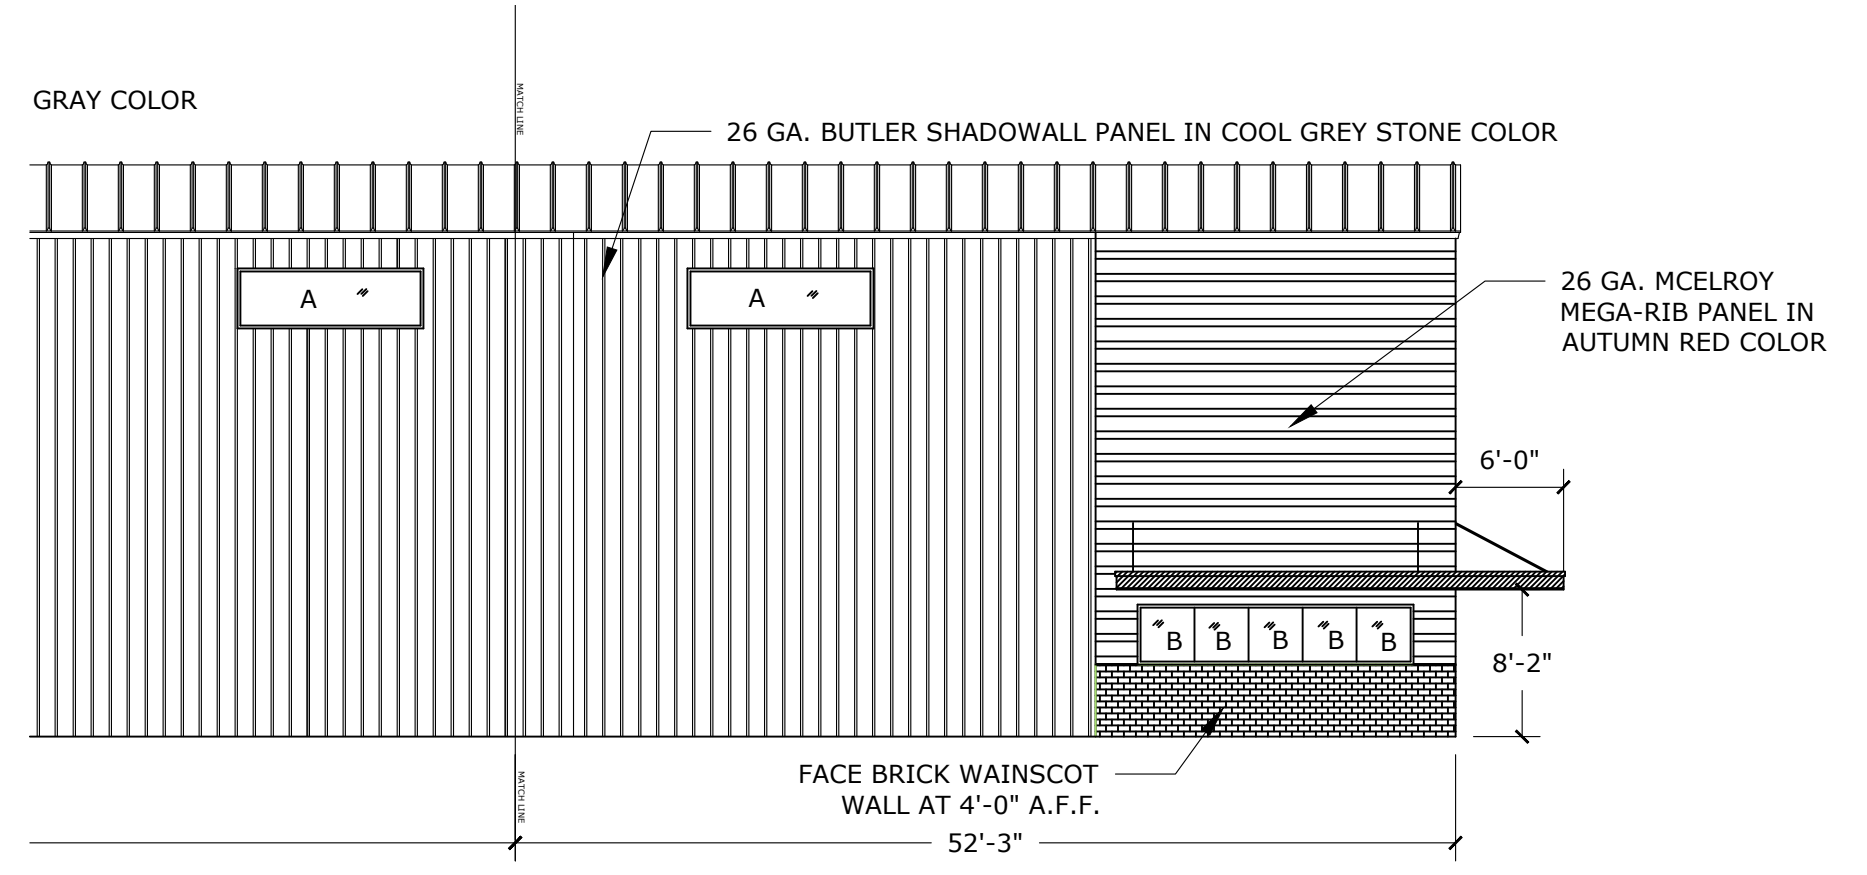 MATCH LINE
GRAY COLOR
26 GA. BUTLER SHADOWALL PANEL IN COOL GREY STONE COLOR
A
A
26 GA. MCELROY
MEGA-RIB PANEL IN
AUTUMN RED COLOR
6'-0"
B
B
B
B
B
8'-2"
FACE BRICK WAINSCOT
WALL AT 4'-0" A.F.F.
MATCH LINE
52'-3"